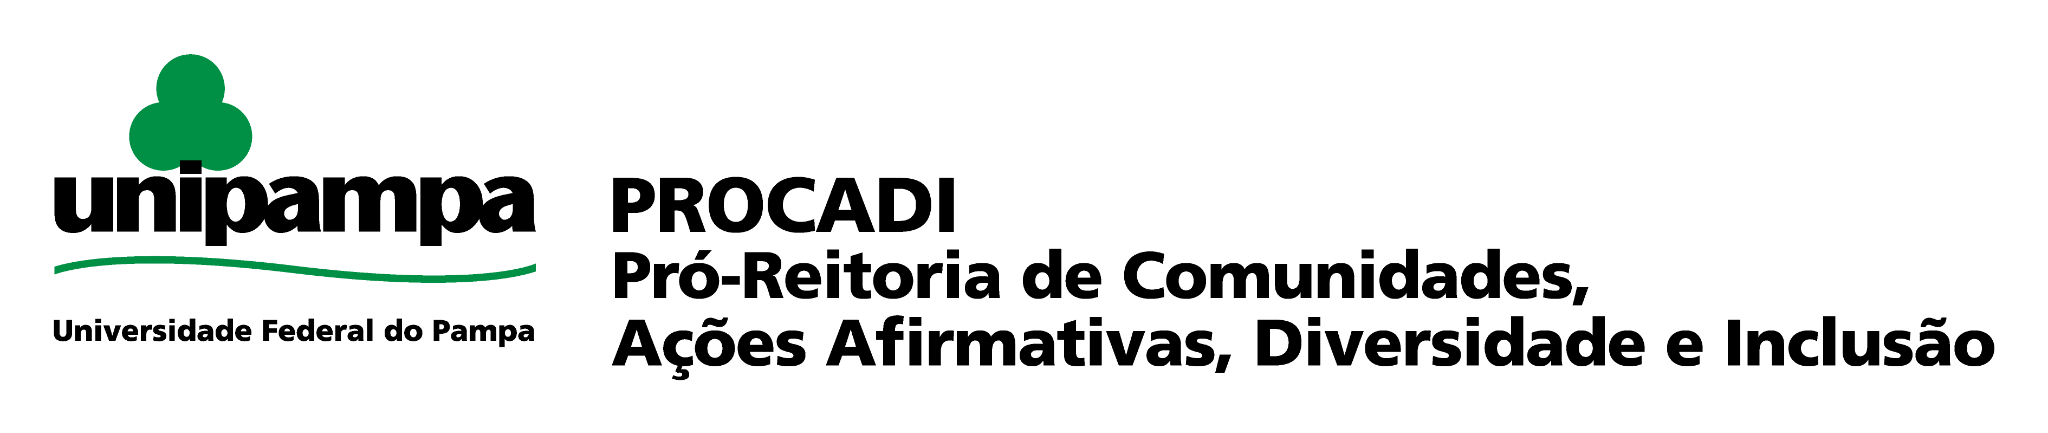 unipampa
Universidade Federal do Pampa
PROCADI
Pró-Reitoria de Comunidades,
Ações Afirmativas, Diversidade e Inclusão